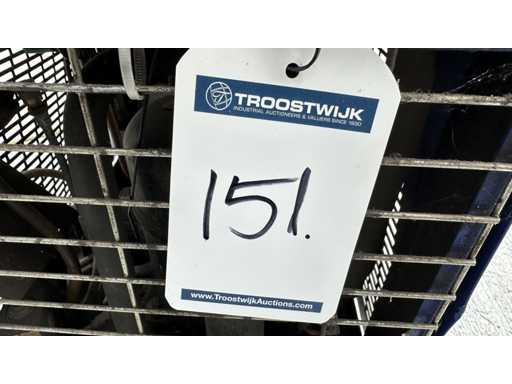 TROOSTWIJK
INDUSTRIAL AUCTIONEERS & VALUERS SINCE 1930
151.
www.TroostwijkAuctions.com